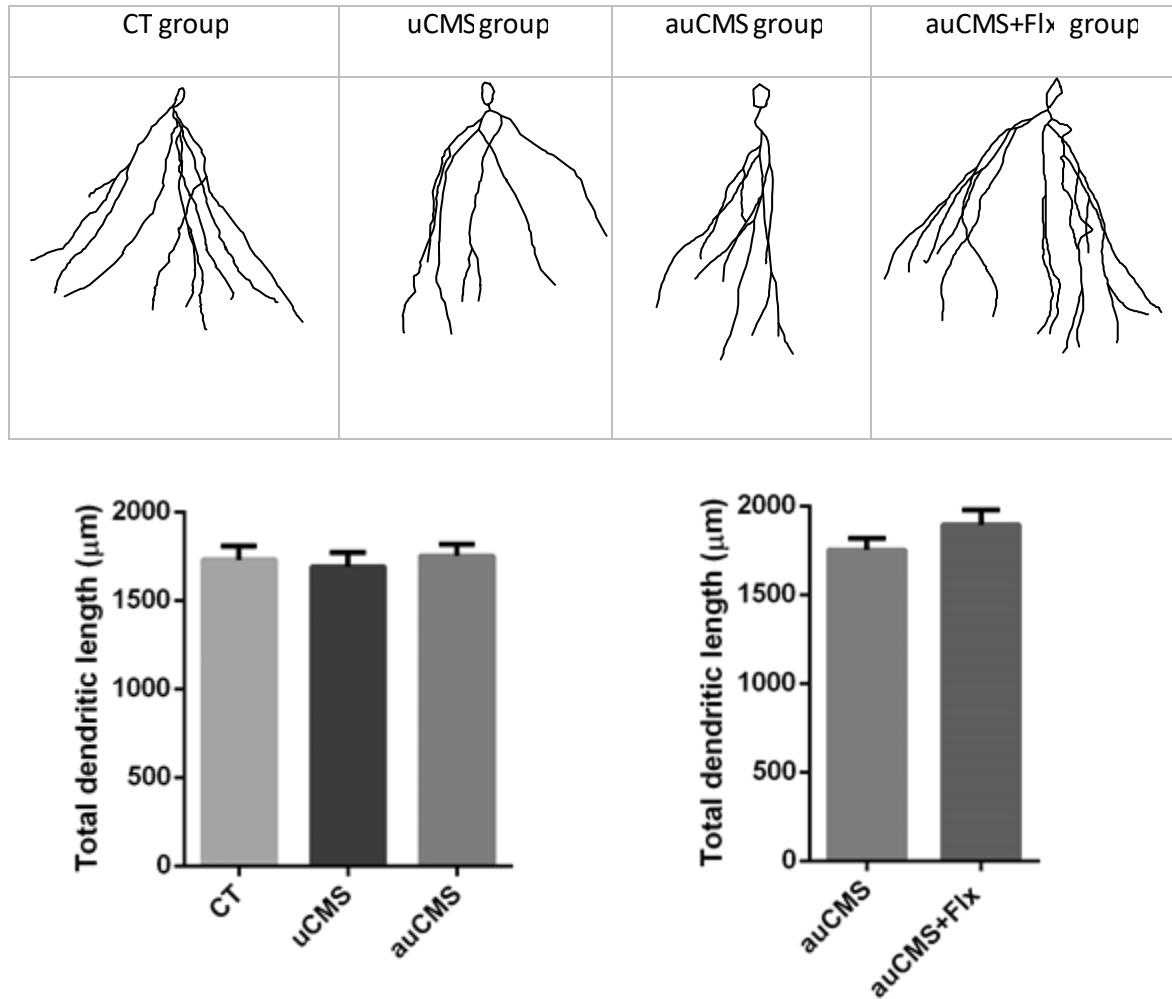 CT group
uCMS group
auCMS group
auCMS+Flx group
Total dendritic length (μm)
2000
1500
1000
500
0
CT
uCMS
auCMS
Total dendritic length (μm)
2000
1500
1000
500
0
auCMS
auCMS+Flx